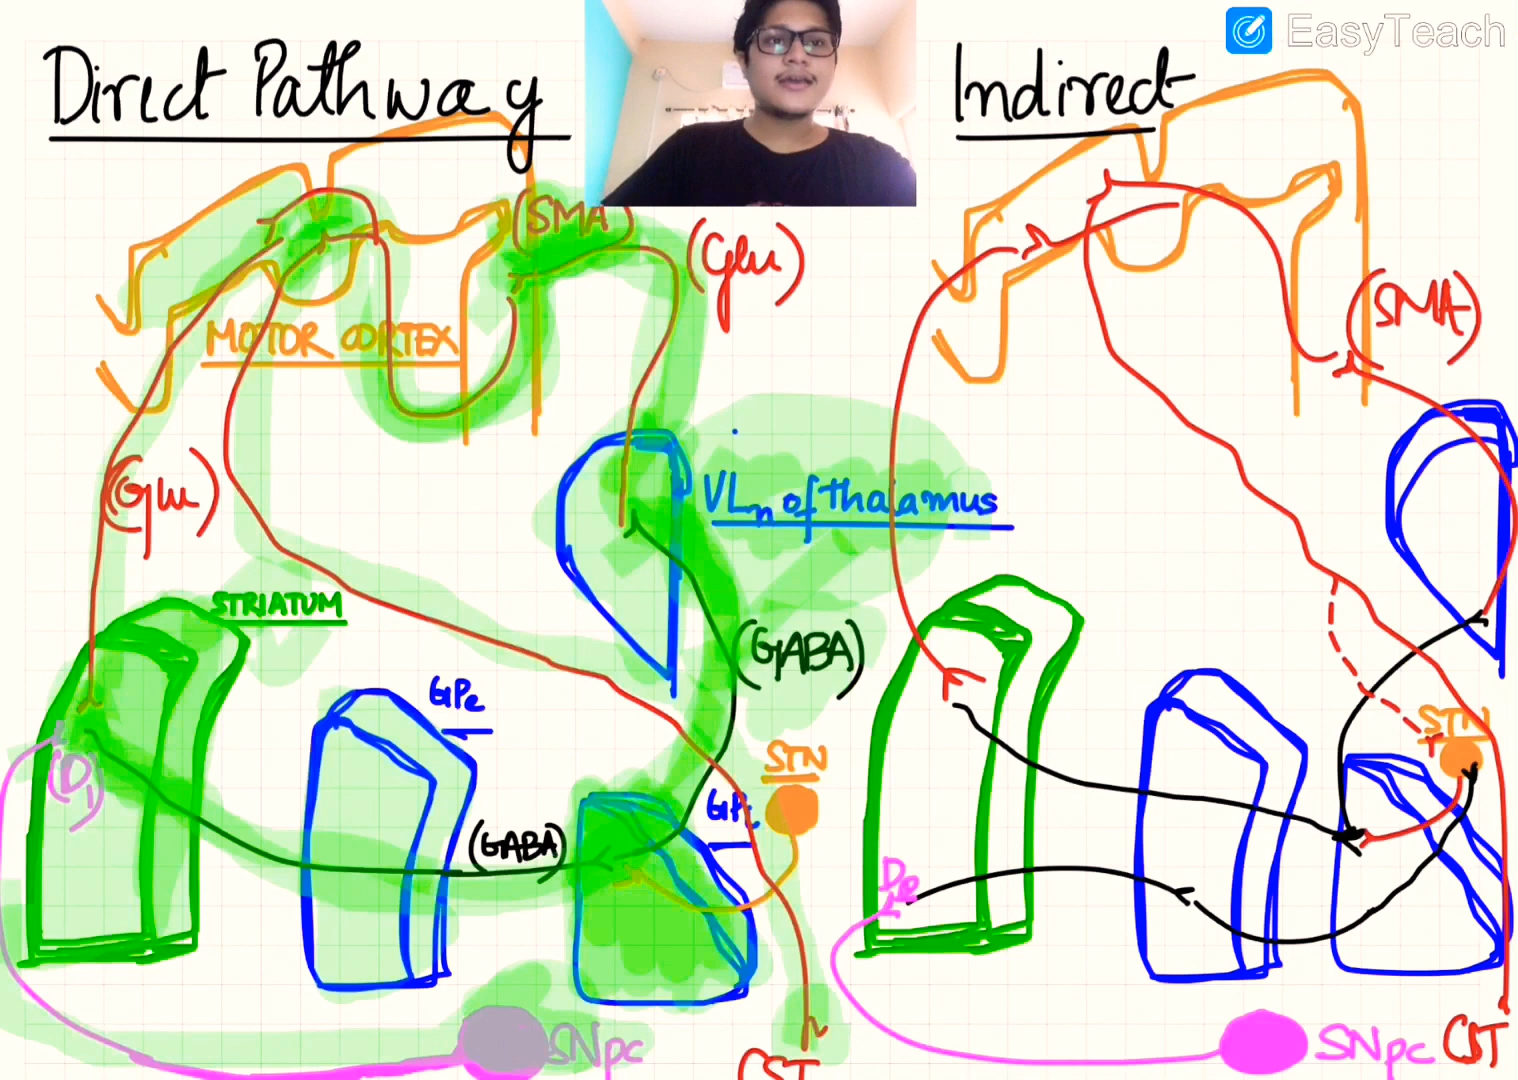 EasyTeach
Direct Pathway
Indirect
(SMA)
(Glu)
(SMA)
MOTOR CORTEX
(Glu)
VLn of thalamus
STRIATUM
(GABA)
GPe
STN
STN
(D1)
GPi
(GABA)
SNpc
SNpc
CST
CST